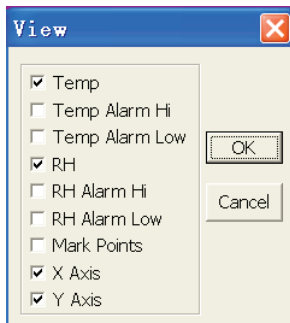 View
Temp
Temp Alarm Hi
Temp Alarm Low
RH
RH Alarm Hi
RH Alarm Low
Mark Points
X Axis
Y Axis
OK
Cancel